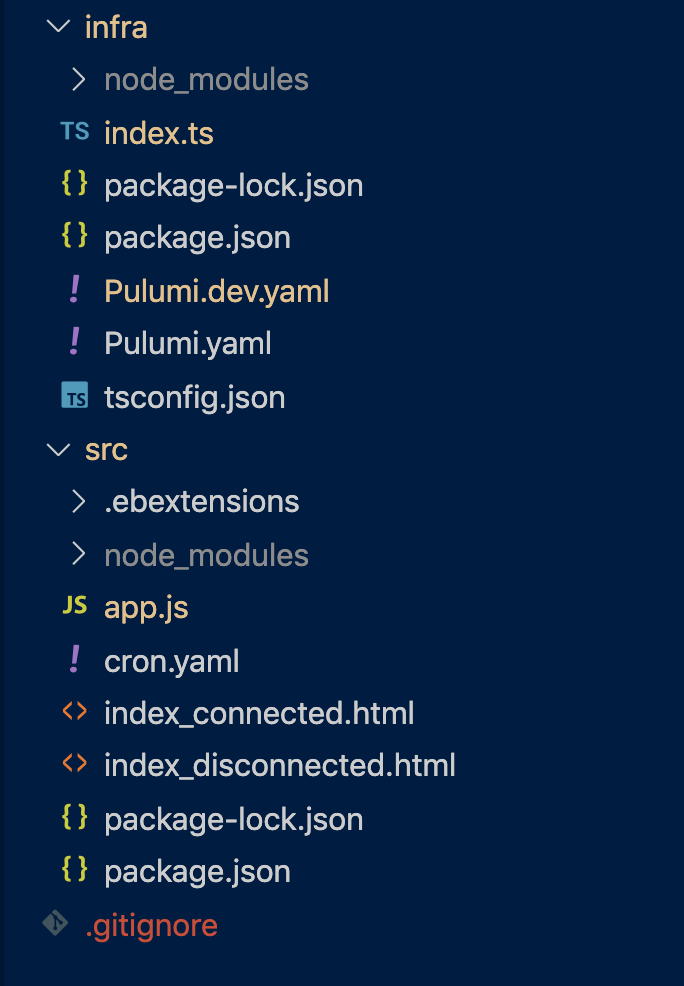 infra
node_modules
TS index.ts
{} package-lock.json
{} package.json
! Pulumi.dev.yaml
! Pulumi.yaml
TS tsconfig.json
src
.ebextensions
node_modules
JS app.js
! cron.yaml
<> index_connected.html
<> index_disconnected.html
{} package-lock.json
{} package.json
.gitignore